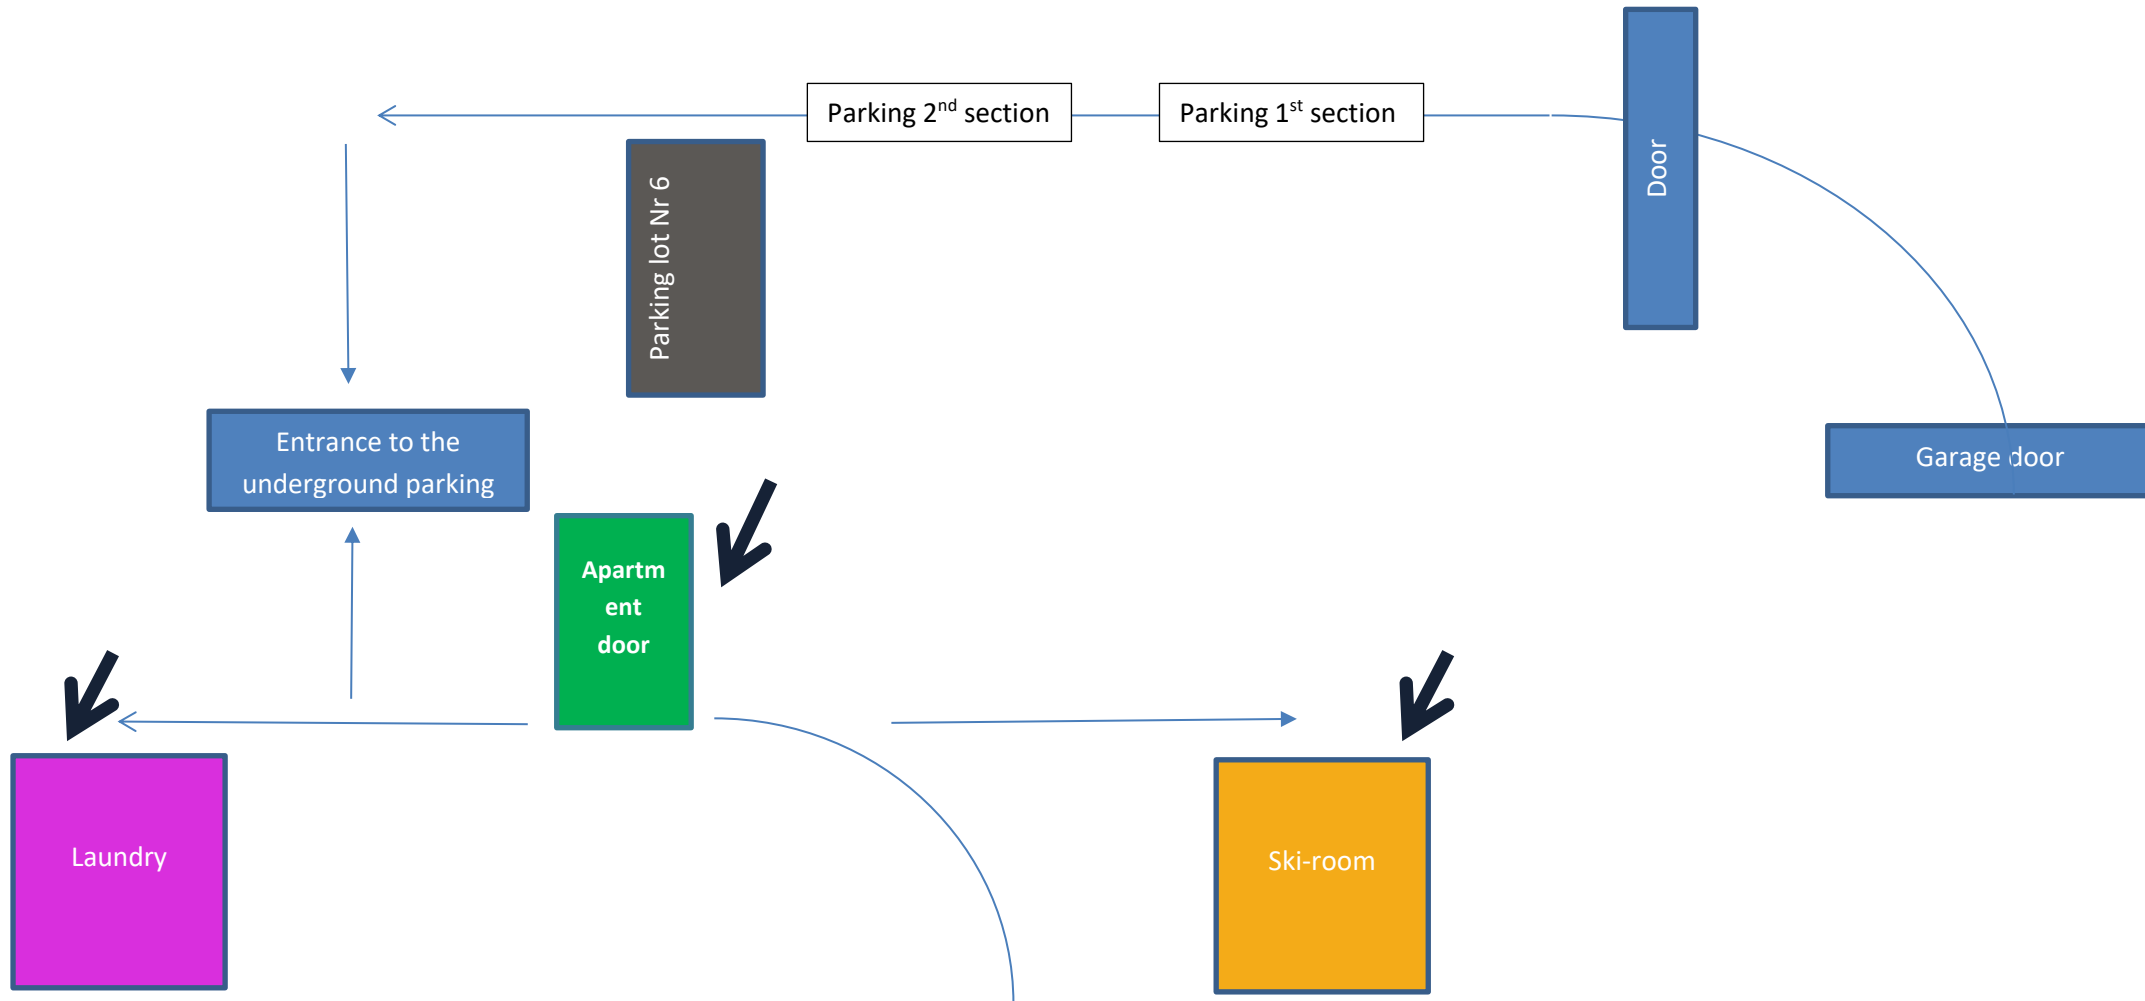 Parking 2nd section
Parking 1st section
Door
Parking lot Nr 6
Entrance to the
underground parking
Garage door
Apartm
ent
door
Laundry
Ski-room